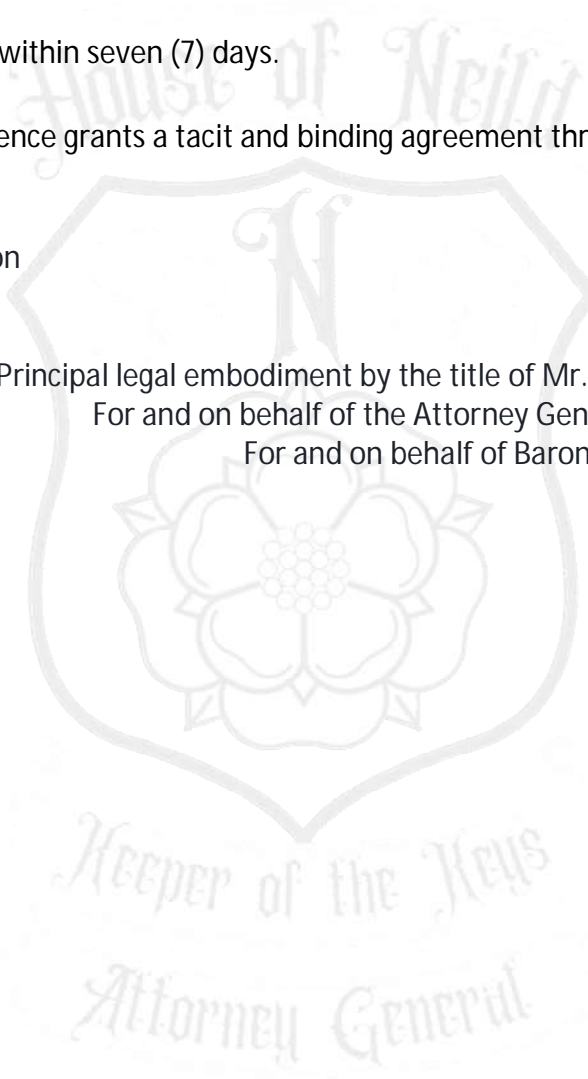 within seven (7) days.
House of Neild
ence grants a tacit and binding agreement thr
N
on
Principal legal embodiment by the title of Mr.
For and on behalf of the Attorney Gen
For and on behalf of Baron
Keeper of the Keys
Attorney General